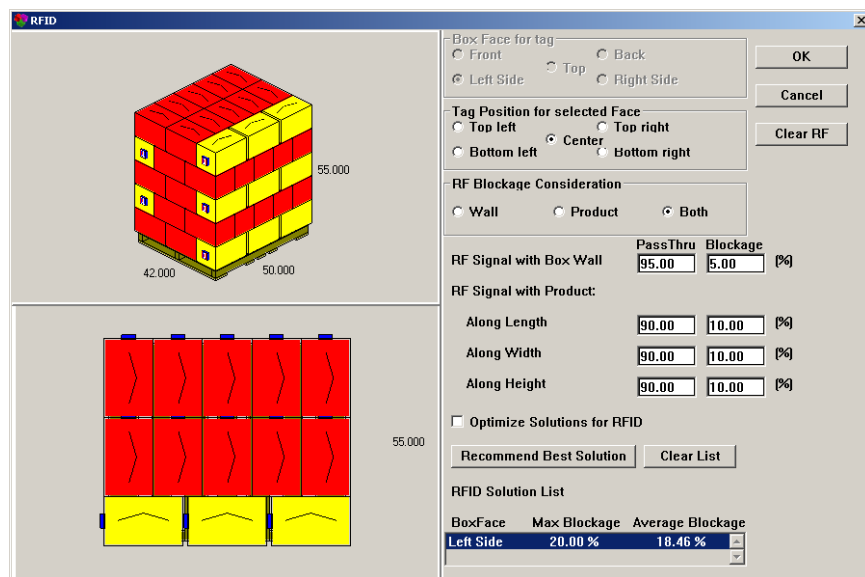 RFID
55.000
42.000
50.000
55.000
Box Face for tag
Front
Back
Top
Left Side
Right Side
OK
Cancel
Clear RF
Tag Position for selected Face
Top left
Top right
Center
Bottom left
Bottom right
RF Blockage Consideration
Wall
Product
Both
PassThru Blockage
RF Signal with Box Wall 95.00 5.00 (%)
RF Signal with Product:
Along Length 90.00 10.00 (%)
Along Width 90.00 10.00 (%)
Along Height 90.00 10.00 (%)
Optimize Solutions for RFID
Recommend Best Solution Clear List
RFID Solution List
BoxFace Max Blockage Average Blockage
Left Side 20.00 % 18.46 %